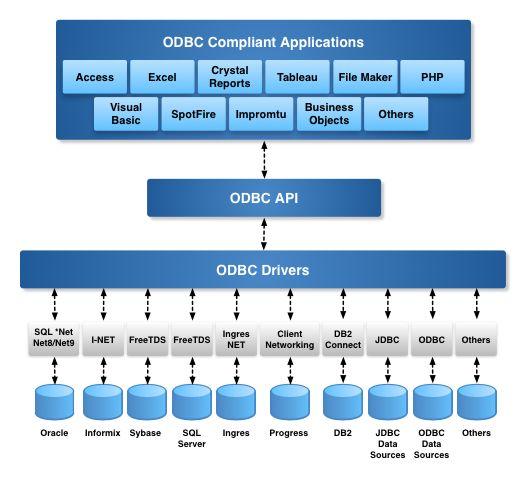 ODBC Compliant Applications
Access
Excel
Crystal
Reports
Tableau
File Maker
PHP
Visual
Basic
SpotFire
Impromtu
Business
Objects
Others
ODBC API
ODBC Drivers
SQL *Net
Net8/Net9
I-NET
FreeTDS
FreeTDS
Ingres
NET
Client
Networking
DB2
Connect
JDBC
ODBC
Others
Oracle
Informix
Sybase
SQL
Server
Ingres
Progress
DB2
JDBC
Data
Sources
ODBC
Data
Sources
Others